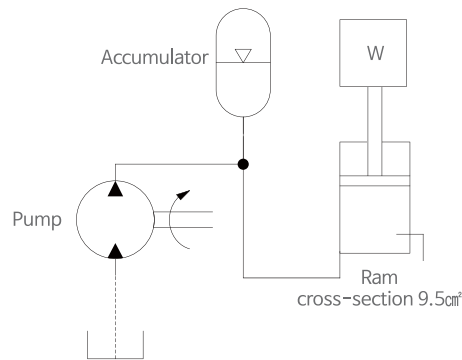 Accumulator
W
Pump
Ram
cross-section 9.5㎠